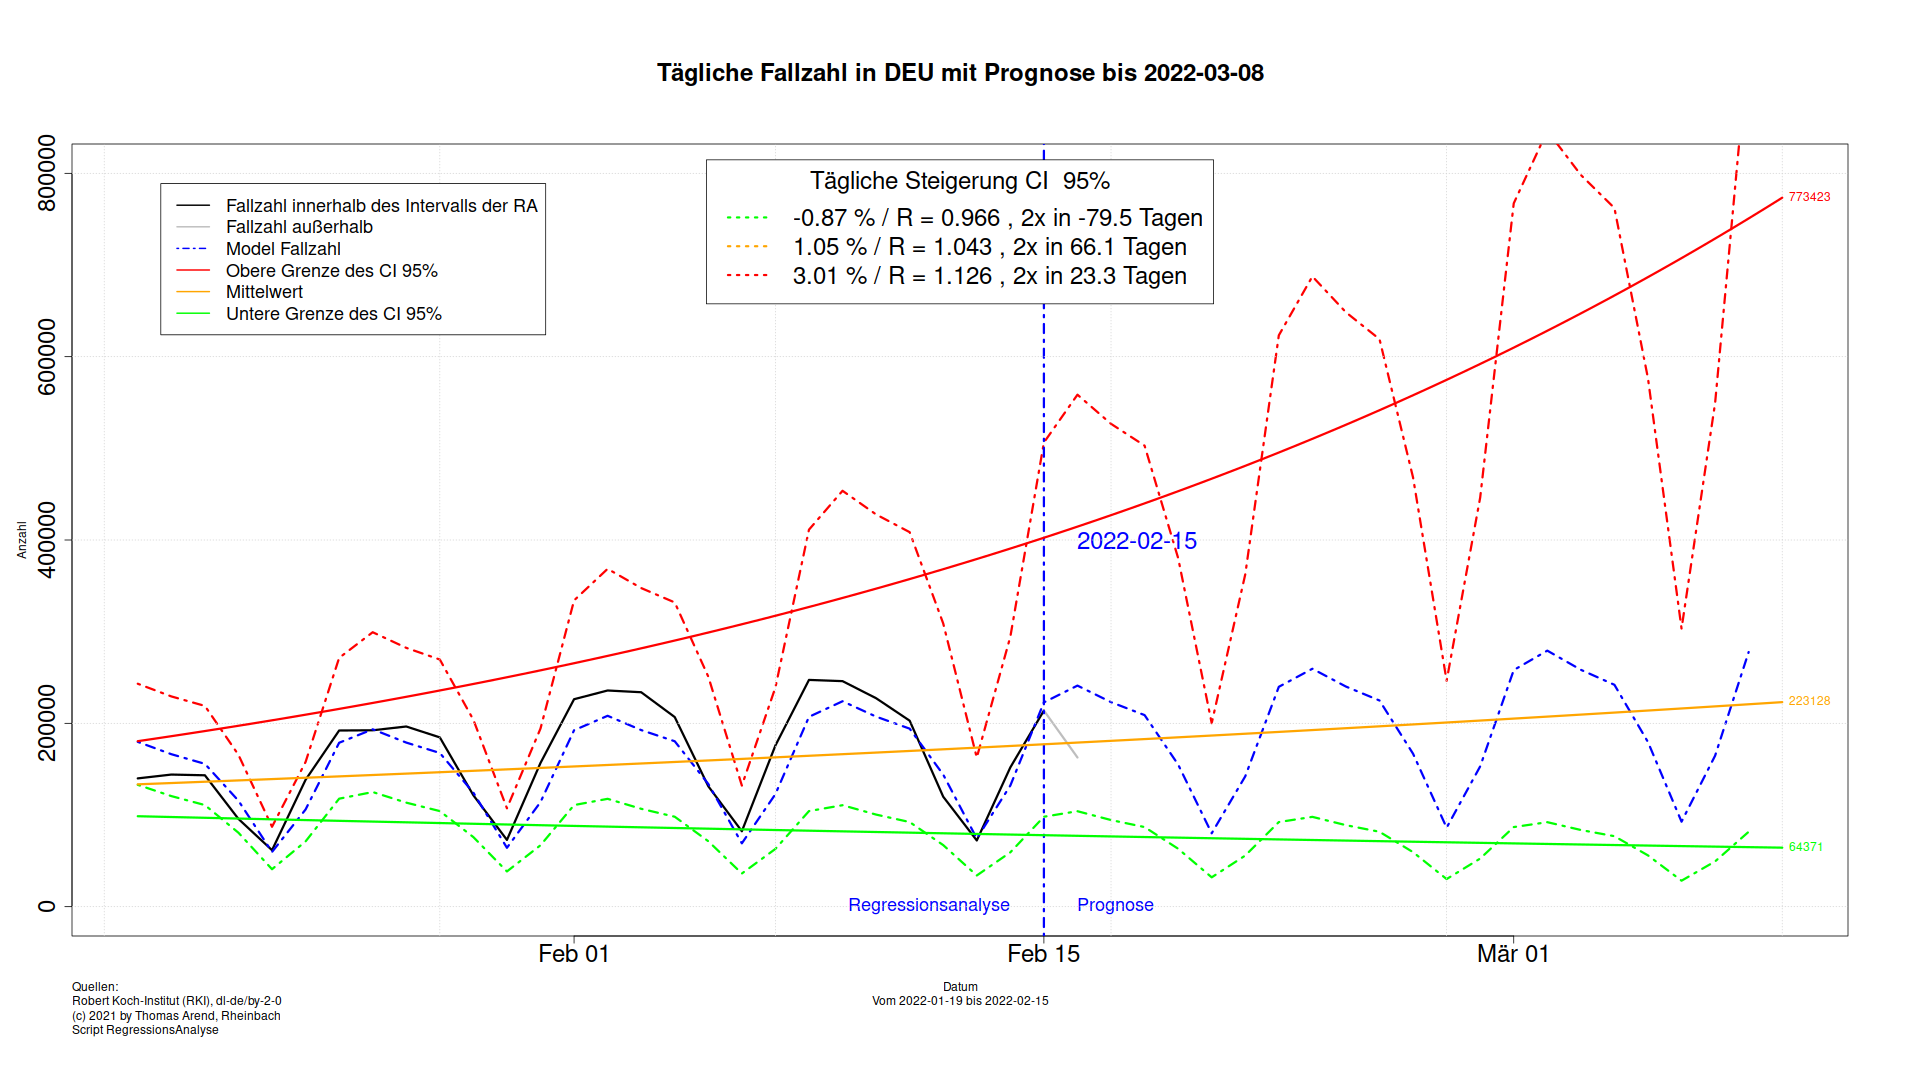 Tägliche Fallzahl in DEU mit Prognose bis 2022-03-08
Fallzahl innerhalb des Intervalls der RA
Fallzahl außerhalb
Model Fallzahl
Obere Grenze des CI 95%
Mittelwert
Untere Grenze des CI 95%
Tägliche Steigerung CI 95%
-0.87 % / R = 0.966 , 2x in -79.5 Tagen
1.05 % / R = 1.043 , 2x in 66.1 Tagen
3.01 % / R = 1.126 , 2x in 23.3 Tagen
800000
600000
400000
200000
0
Anzahl
773423
2022-02-15
223128
64371
Regressionsanalyse
Prognose
Feb 01
Feb 15
Mär 01
Datum
Vom 2022-01-19 bis 2022-02-15
Quellen:
Robert Koch-Institut (RKI), dl-de/by-2-0
(c) 2021 by Thomas Arend, Rheinbach
Script RegressionsAnalyse